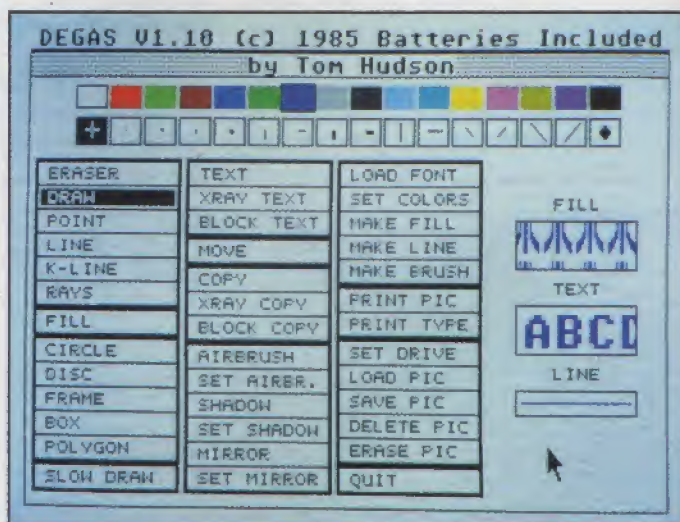 DEGAS V1.10 (c) 1985 Batteries Included
by Tom Hudson
ERASER
DRAW
POINT
LINE
K-LINE
RAYS
FILL
CIRCLE
DISC
FRAME
BOX
POLYGON
SLOW DRAW
TEXT
XRAY TEXT
BLOCK TEXT
MOVE
COPY
XRAY COPY
BLOCK COPY
AIRBRUSH
SET AIRBR.
SHADOW
SET SHADOW
MIRROR
SET MIRROR
LOAD FONT
SET COLORS
MAKE FILL
MAKE LINE
MAKE BRUSH
PRINT PIC
PRINT TYPE
SET DRIVE
LOAD PIC
SAVE PIC
DELETE PIC
ERASE PIC
QUIT
FILL
TEXT
ABCD
LINE